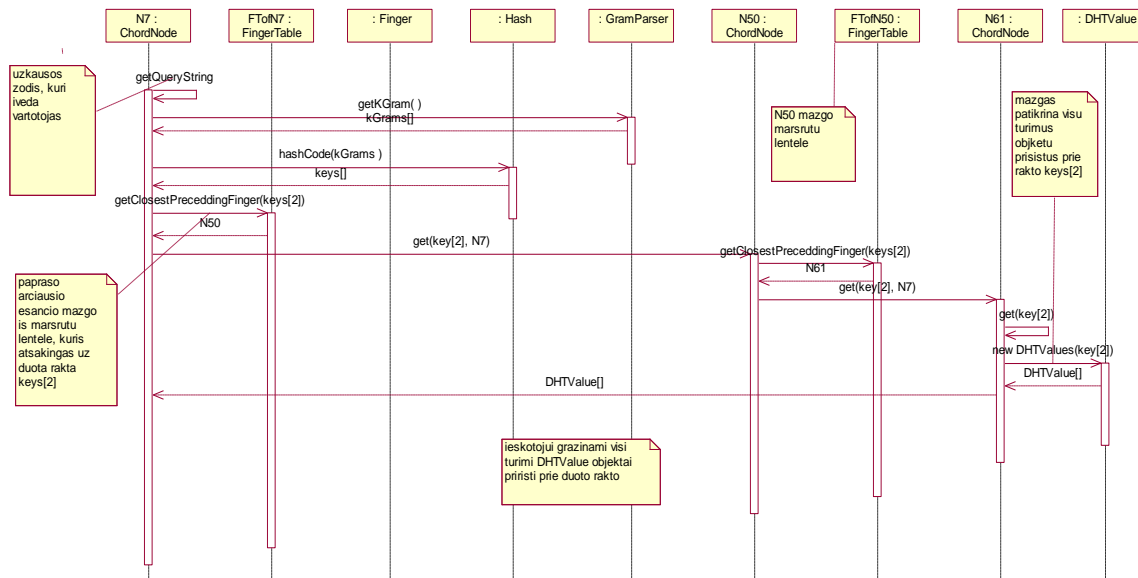 N7 :
ChordNode
FTofN7 :
FingerTable
: Finger
: Hash
: GramParser
N50 :
ChordNode
FTofN50 :
FingerTable
N61 :
ChordNode
: DHTValue
uzkausos
zodis, kuri
iveda
vartotojas
getQueryString
getKGram( )
kGrams[]
hashCode(kGrams )
keys[]
getClosestPreceddingFinger(keys[2])
N50
get(key[2], N7)
N50 mazgo
marsrutu
lentele
mazgas
patikrina visu
turimus
objketu
prisistus prie
rakto keys[2]
getClosestPreceddingFinger(keys[2])
N61
get(key[2], N7)
get(key[2])
new DHTValues(key[2])
DHTValue[]
DHTValue[]
papraso
arciausio
esancio mazgo
is marsrutu
lentele, kuris
atsakingas uz
duota rakta
keys[2]
ieskotojui grazinami visi
turimi DHTValue objektai
priristi prie duoto rakto